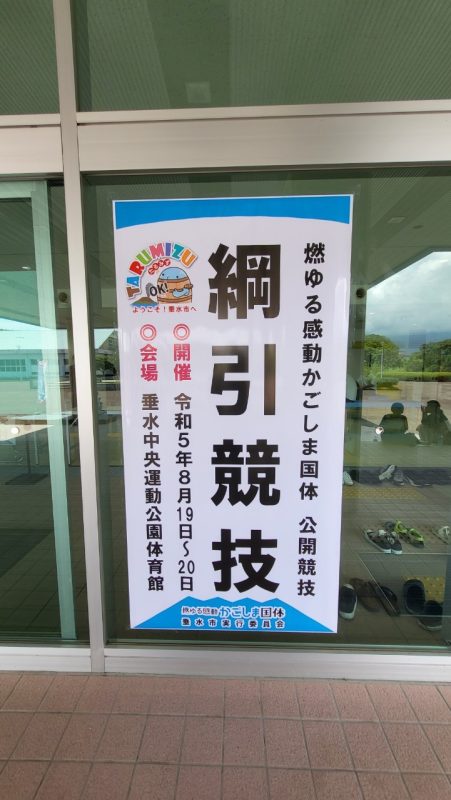 燃ゆる感動かごしま国体 公開競技
綱引競技
TARUMIZU
OK!
ようこそ!垂水市へ
◎開催 令和5年8月19日~20日
◎会場 垂水中央運動公園体育館
燃ゆる感動かごしま国体
垂水市実行委員会